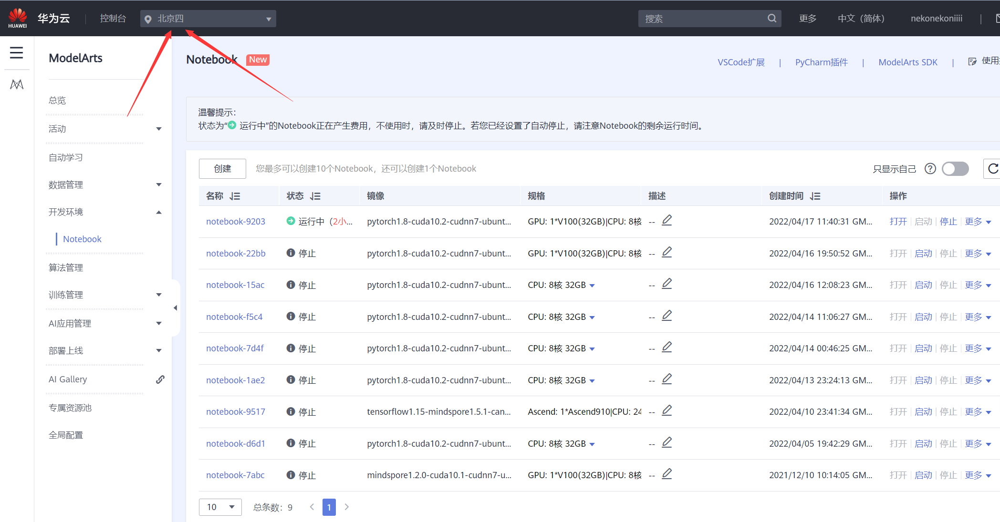 HUAWEI 华为云 控制台 北京四 搜索 更多 中文（简体） nekonekoniiii
ModelArts
总览
活动
自动学习
数据管理
开发环境
Notebook
算法管理
训练管理
AI应用管理
部署上线
AI Gallery
专属资源池
全局配置
Notebook New VSCode扩展 | PyCharm插件 | ModelArts SDK | 使用
温馨提示：
状态为“运行中”的Notebook正在产生费用，不使用时，请及时停止。若您已经设置了自动停止，请注意Notebook的剩余运行时间。
创建 您最多可以创建10个Notebook，还可以创建1个Notebook 只显示自己
名称 状态 镜像 规格 描述 创建时间 操作
notebook-9203 运行中（2小... pytorch1.8-cuda10.2-cudnn7-ubunt... GPU: 1*V100(32GB)|CPU: 8核 -- 2022/04/17 11:40:31 GM... 打开 启动 停止 更多
notebook-22bb 停止 pytorch1.8-cuda10.2-cudnn7-ubunt... GPU: 1*V100(32GB)|CPU: 8核 -- 2022/04/16 19:50:52 GM... 打开 启动 停止 更多
notebook-15ac 停止 pytorch1.8-cuda10.2-cudnn7-ubunt... CPU: 8核 32GB -- 2022/04/16 12:08:23 GM... 打开 启动 停止 更多
notebook-f5c4 停止 pytorch1.8-cuda10.2-cudnn7-ubunt... CPU: 8核 32GB -- 2022/04/14 11:06:27 GM... 打开 启动 停止 更多
notebook-7d4f 停止 pytorch1.8-cuda10.2-cudnn7-ubunt... CPU: 8核 32GB -- 2022/04/14 00:46:25 GM... 打开 启动 停止 更多
notebook-1ae2 停止 pytorch1.8-cuda10.2-cudnn7-ubunt... CPU: 8核 32GB -- 2022/04/13 23:24:13 GM... 打开 启动 停止 更多
notebook-9517 停止 tensorflow1.15-mindspore1.5.1-can... Ascend: 1*Ascend910|CPU: 24 -- 2022/04/10 23:41:34 GM... 打开 启动 停止 更多
notebook-d6d1 停止 pytorch1.8-cuda10.2-cudnn7-ubunt... CPU: 8核 32GB -- 2022/04/05 19:42:29 GM... 打开 启动 停止 更多
notebook-7abc 停止 mindspore1.2.0-cuda10.1-cudnn7-u... GPU: 1*V100(32GB)|CPU: 8核 -- 2021/12/10 10:14:05 GM... 打开 启动 停止 更多
10 总条数：9 < 1 >